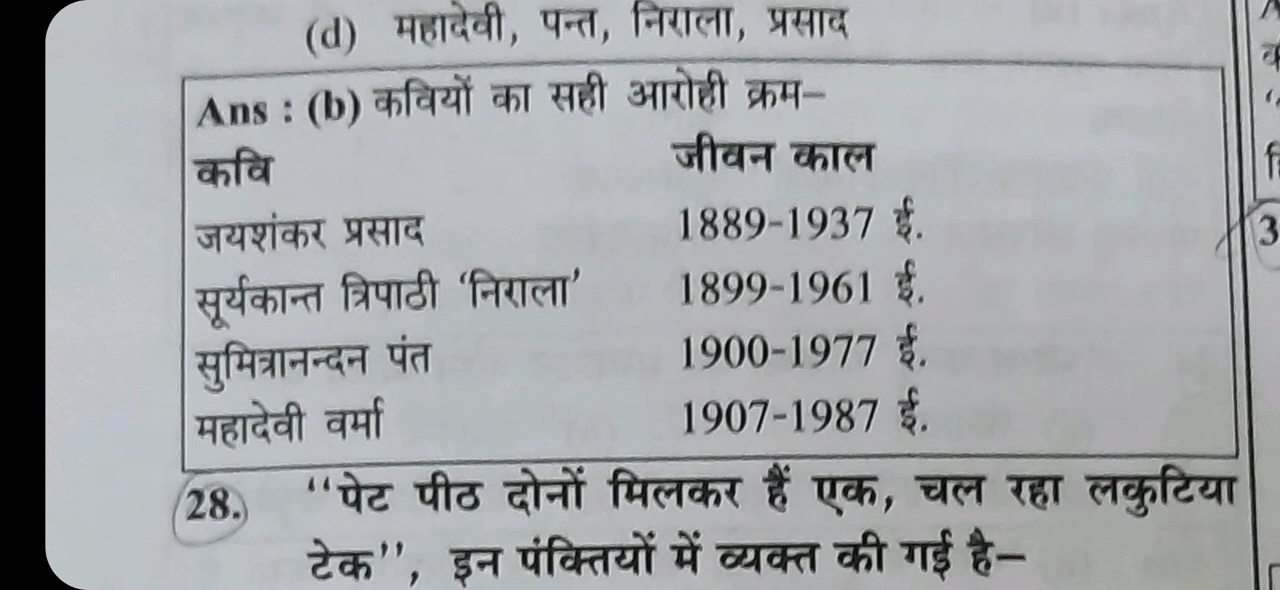 (d) महादेवी, पन्त, निराला, प्रसाद
Ans : (b) कवियों का सही आरोही क्रम–
कवि जीवन काल
जयशंकर प्रसाद 1889-1937 ई.
सूर्यकान्त त्रिपाठी ‘निराला’ 1899-1961 ई.
सुमित्रानन्दन पंत 1900-1977 ई.
महादेवी वर्मा 1907-1987 ई.
28. ‘‘पेट पीठ दोनों मिलकर हैं एक, चल रहा लकुटिया
टेक’’, इन पंक्तियों में व्यक्त की गई है–
3